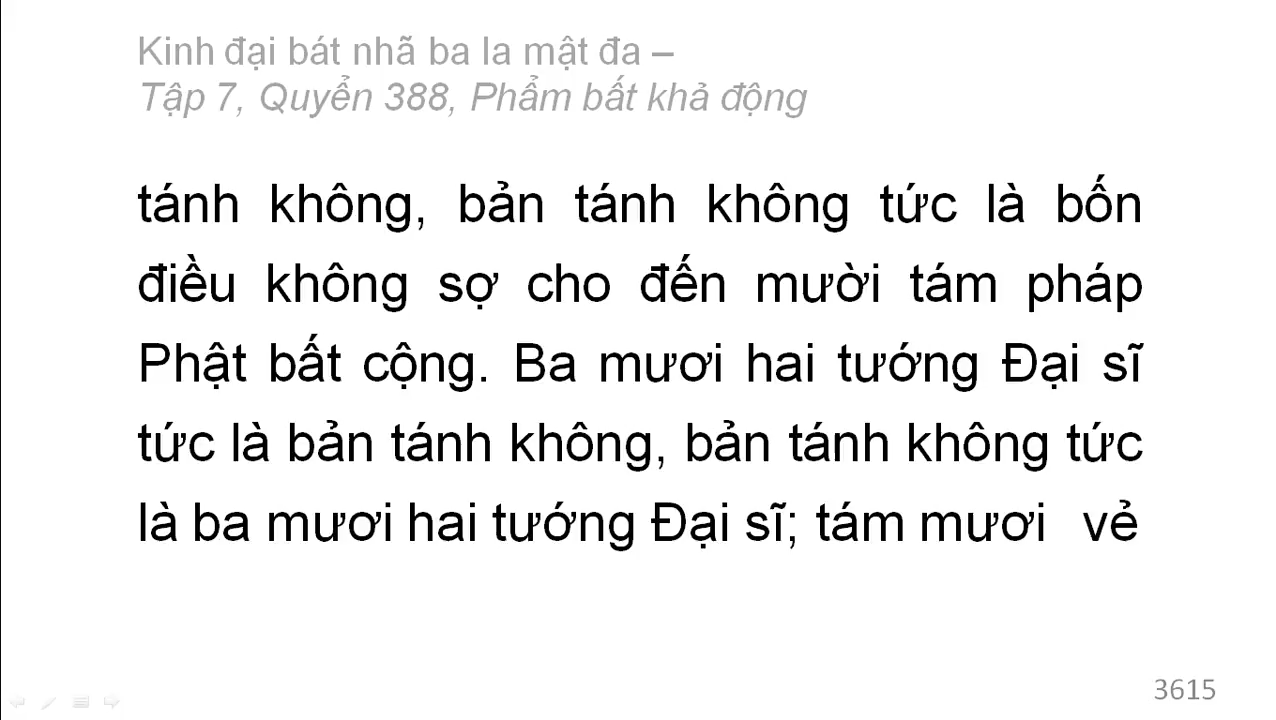 Kinh đại bát nhã ba la mật đa –
Tập 7, Quyển 388, Phẩm bất khả động
tánh không, bản tánh không tức là bốn
điều không sợ cho đến mười tám pháp
Phật bất cộng. Ba mươi hai tướng Đại sĩ
tức là bản tánh không, bản tánh không tức
là ba mươi hai tướng Đại sĩ; tám mươi vẻ
3615